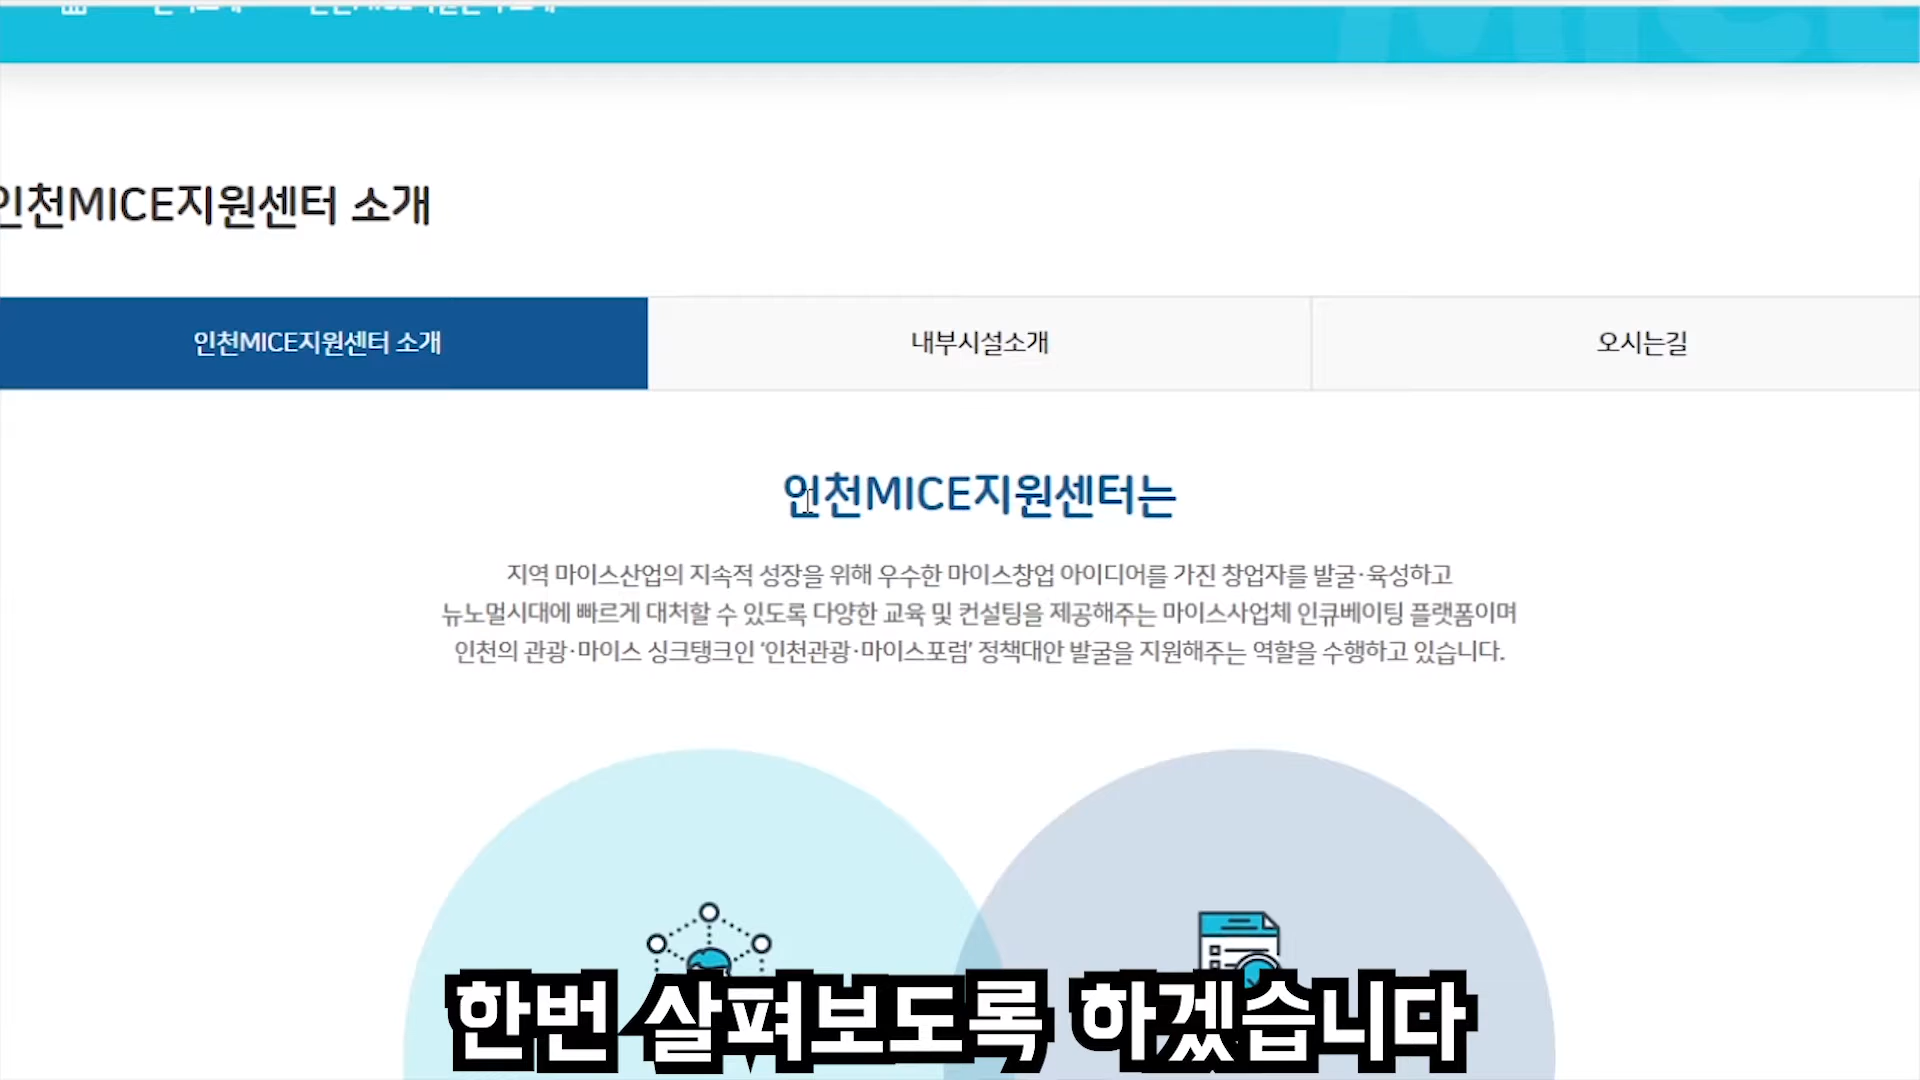 인천MICE지원센터 소개
인천MICE지원센터 소개
내부시설소개
오시는길
인천MICE지원센터는
지역 마이스산업의 지속적 성장을 위해 우수한 마이스창업 아이디어를 가진 창업자를 발굴·육성하고
뉴노멀시대에 빠르게 대처할 수 있도록 다양한 교육 및 컨설팅을 제공해주는 마이스사업체 인큐베이팅 플랫폼이며
인천의 관광·마이스 싱크탱크인 ‘인천관광·마이스포럼’ 정책대안 발굴을 지원해주는 역할을 수행하고 있습니다.
한번 살펴보도록 하겠습니다